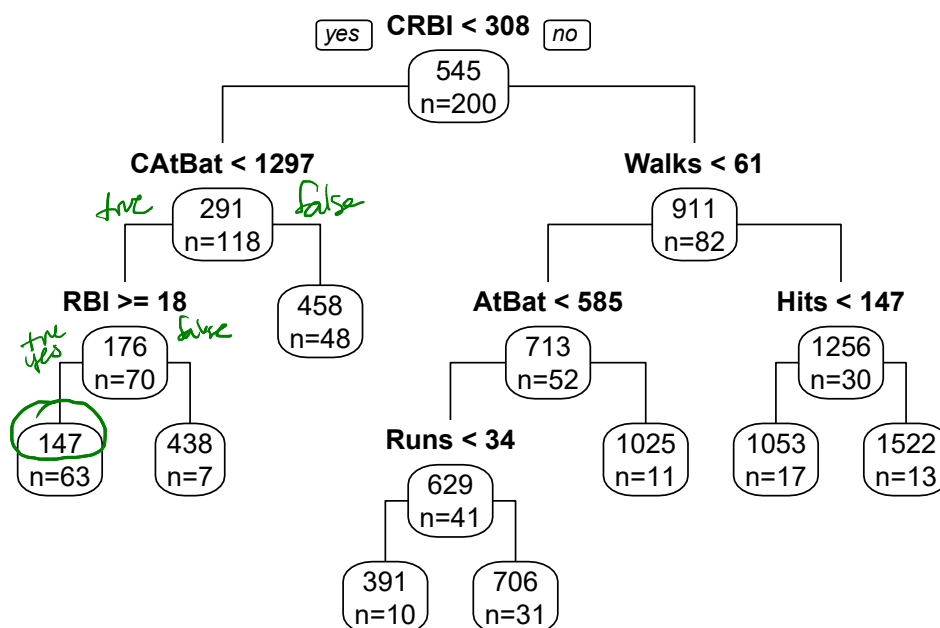 CRBI < 308
yes no
545
n=200
CAtBat < 1297
Walks < 61
true
291
n=118
false
911
n=82
RBI >= 18
458
n=48
AtBat < 585
Hits < 147
true
yes
176
n=70
false
713
n=52
1256
n=30
147
n=63
438
n=7
Runs < 34
1025
n=11
1053
n=17
1522
n=13
629
n=41
391
n=10
706
n=31